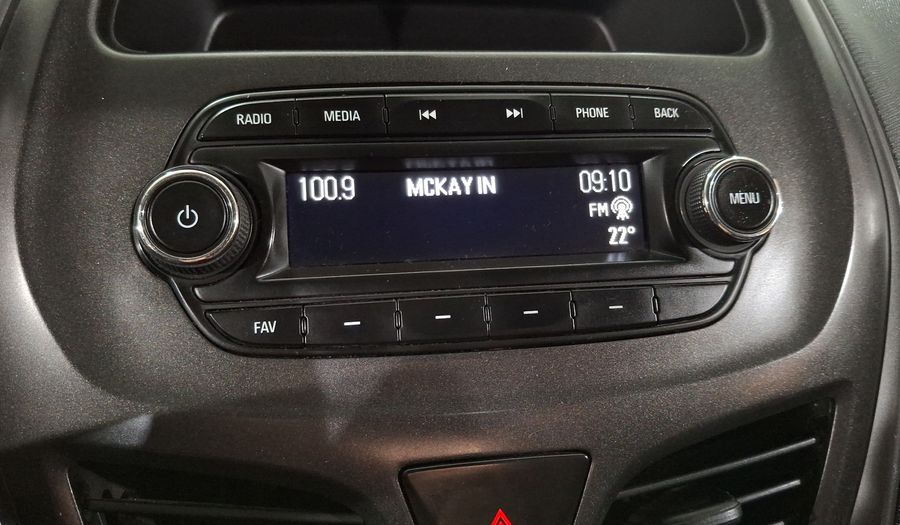 RADIO MEDIA PHONE BACK
100.9 MCKAY IN 09:10
FM
22°
MENU
FAV